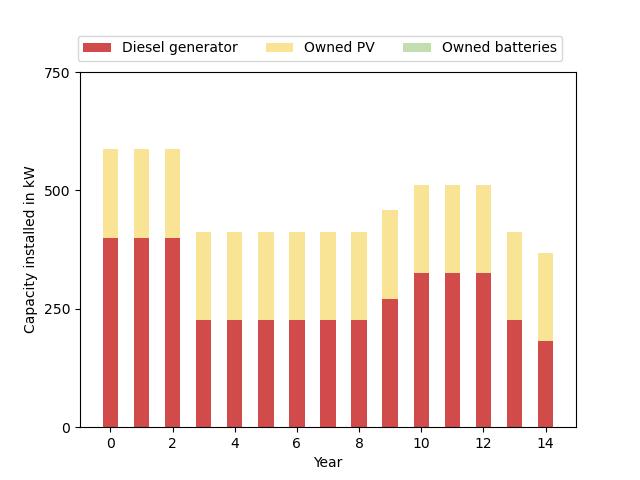 Diesel generator Owned PV Owned batteries
750
500
250
0
0 2 4 6 8 10 12 14
Capacity installed in kW
Year